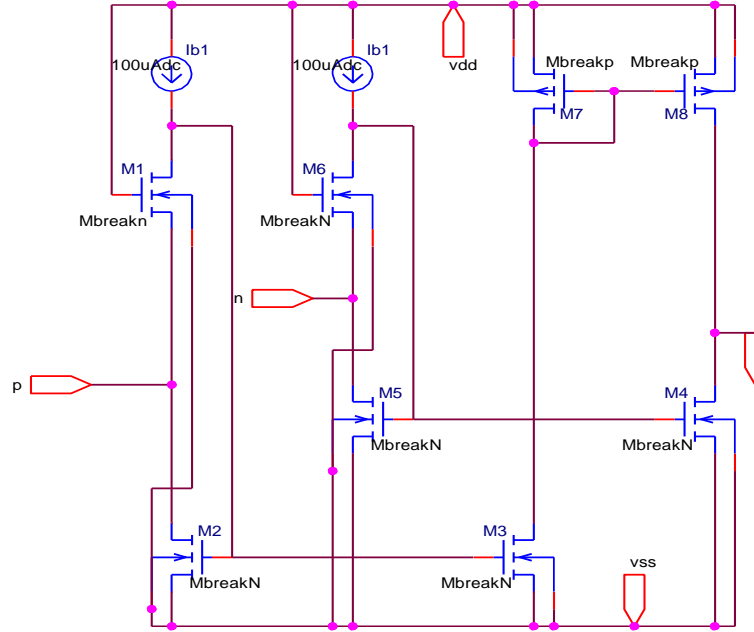 Ib1
Ib1
100uAdc
100uAdc
vdd
Mbreakp
Mbreakp
M7
M8
M1
M6
Mbreakn
MbreakN
n
p
M5
M4
MbreakN
MbreakN
M2
M3
MbreakN
MbreakN
vss